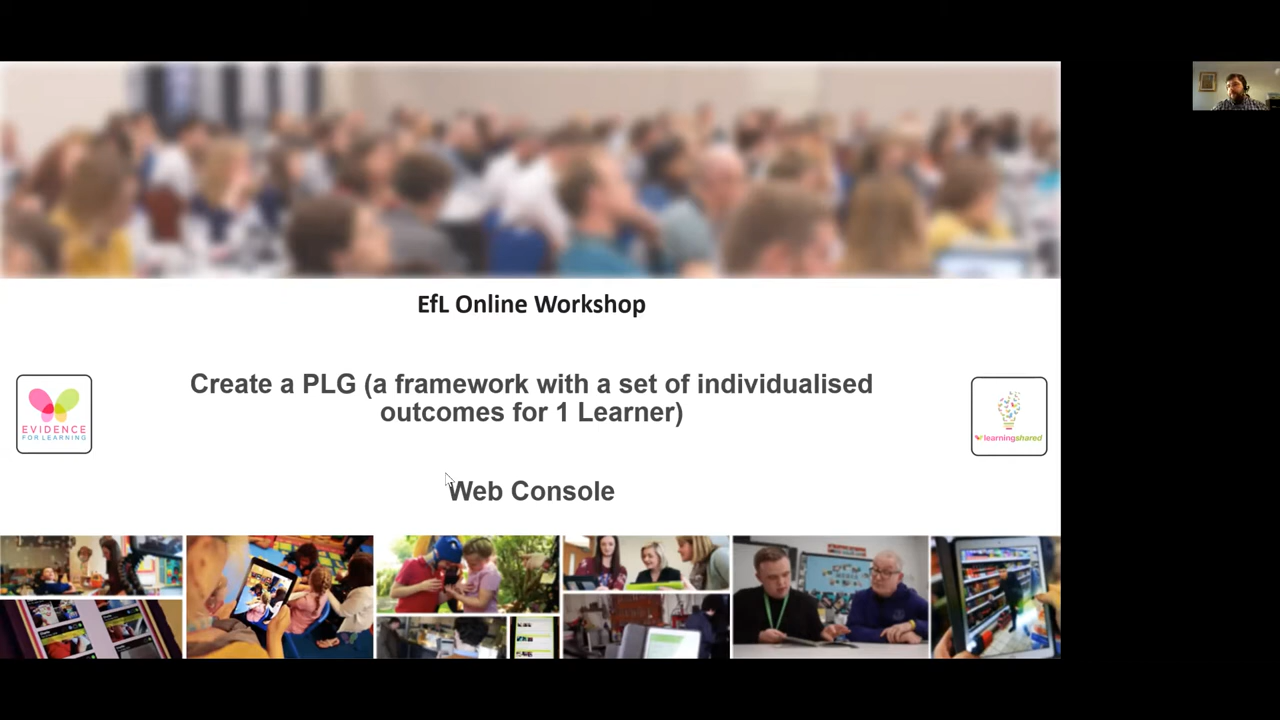 EfL Online Workshop
Create a PLG (a framework with a set of individualised
outcomes for 1 Learner)
EVIDENCE
FOR LEARNING
learningshared
Web Console